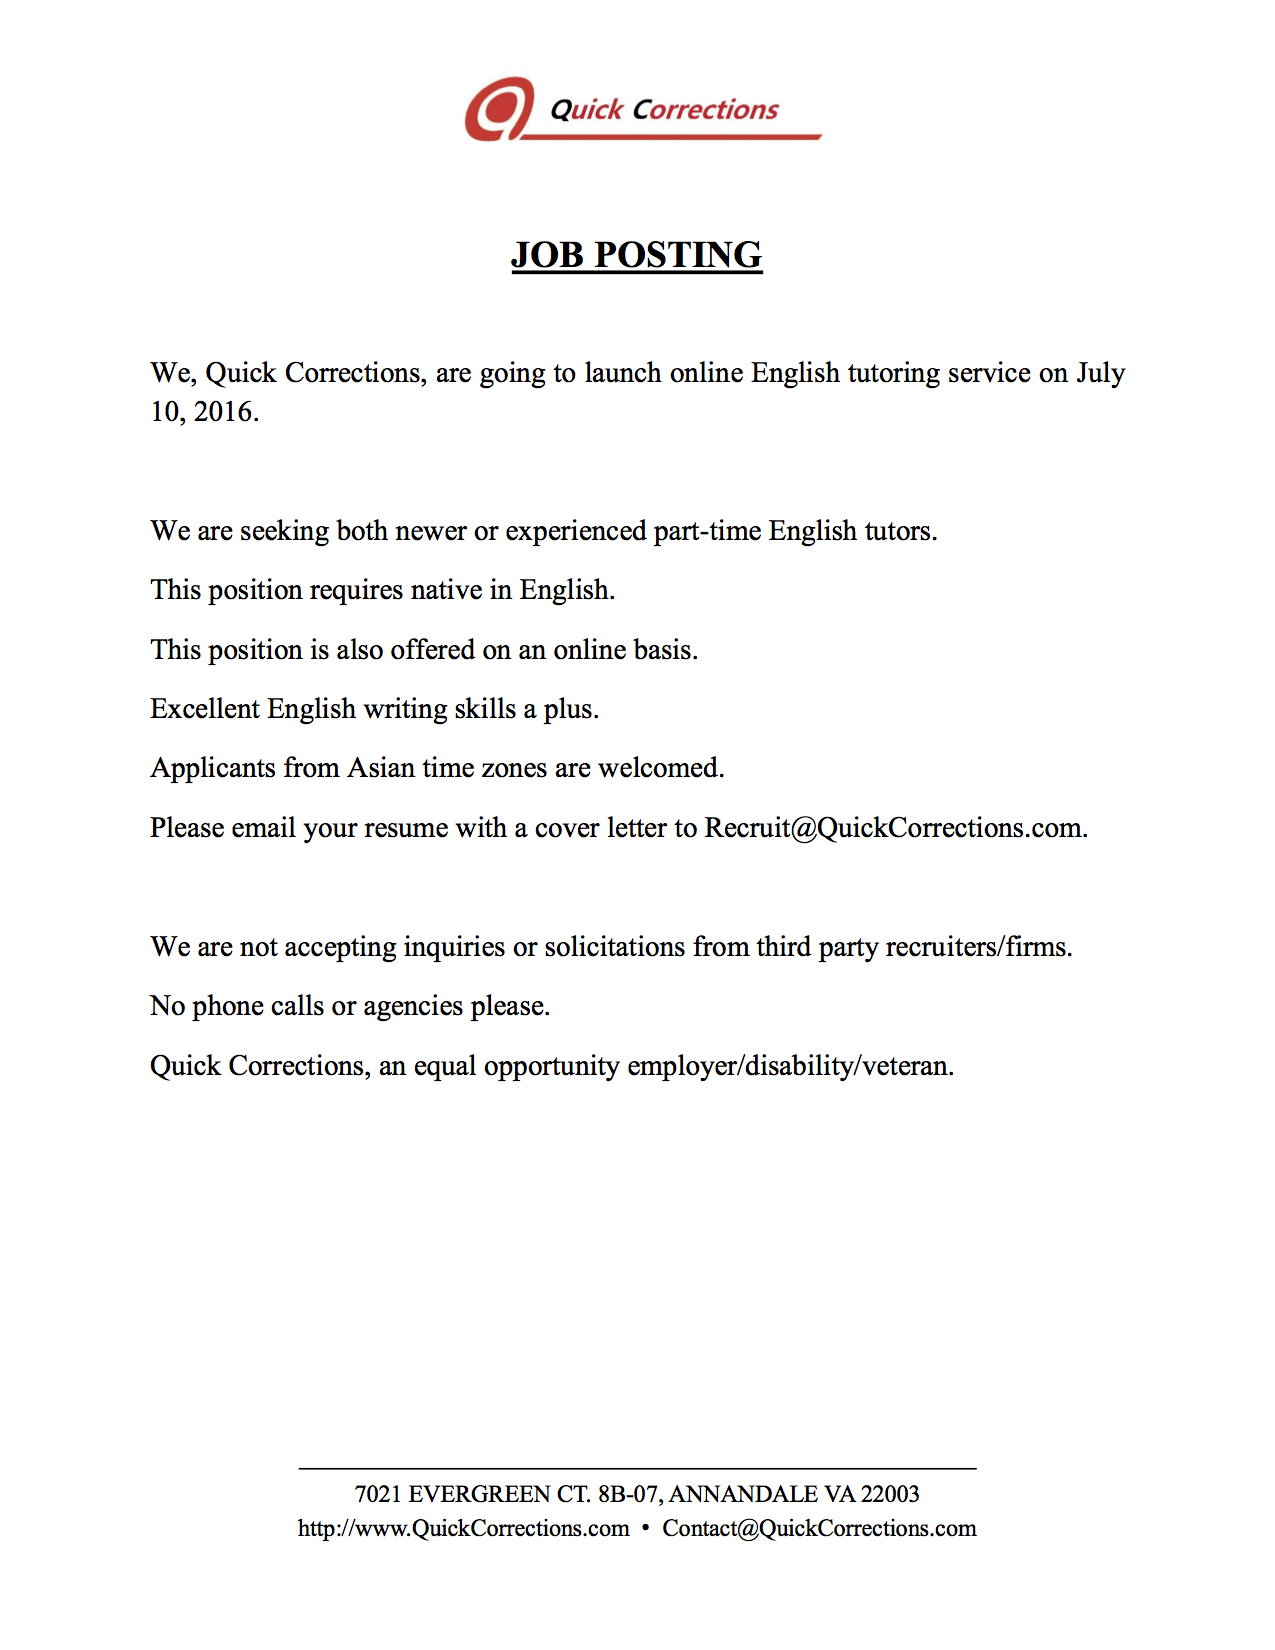 Quick Corrections
JOB POSTING
We, Quick Corrections, are going to launch online English tutoring service on July
10, 2016.
We are seeking both newer or experienced part-time English tutors.
This position requires native in English.
This position is also offered on an online basis.
Excellent English writing skills a plus.
Applicants from Asian time zones are welcomed.
Please email your resume with a cover letter to Recruit@QuickCorrections.com.
We are not accepting inquiries or solicitations from third party recruiters/firms.
No phone calls or agencies please.
Quick Corrections, an equal opportunity employer/disability/veteran.
7021 EVERGREEN CT. 8B-07, ANNANDALE VA 22003
http://www.QuickCorrections.com • Contact@QuickCorrections.com